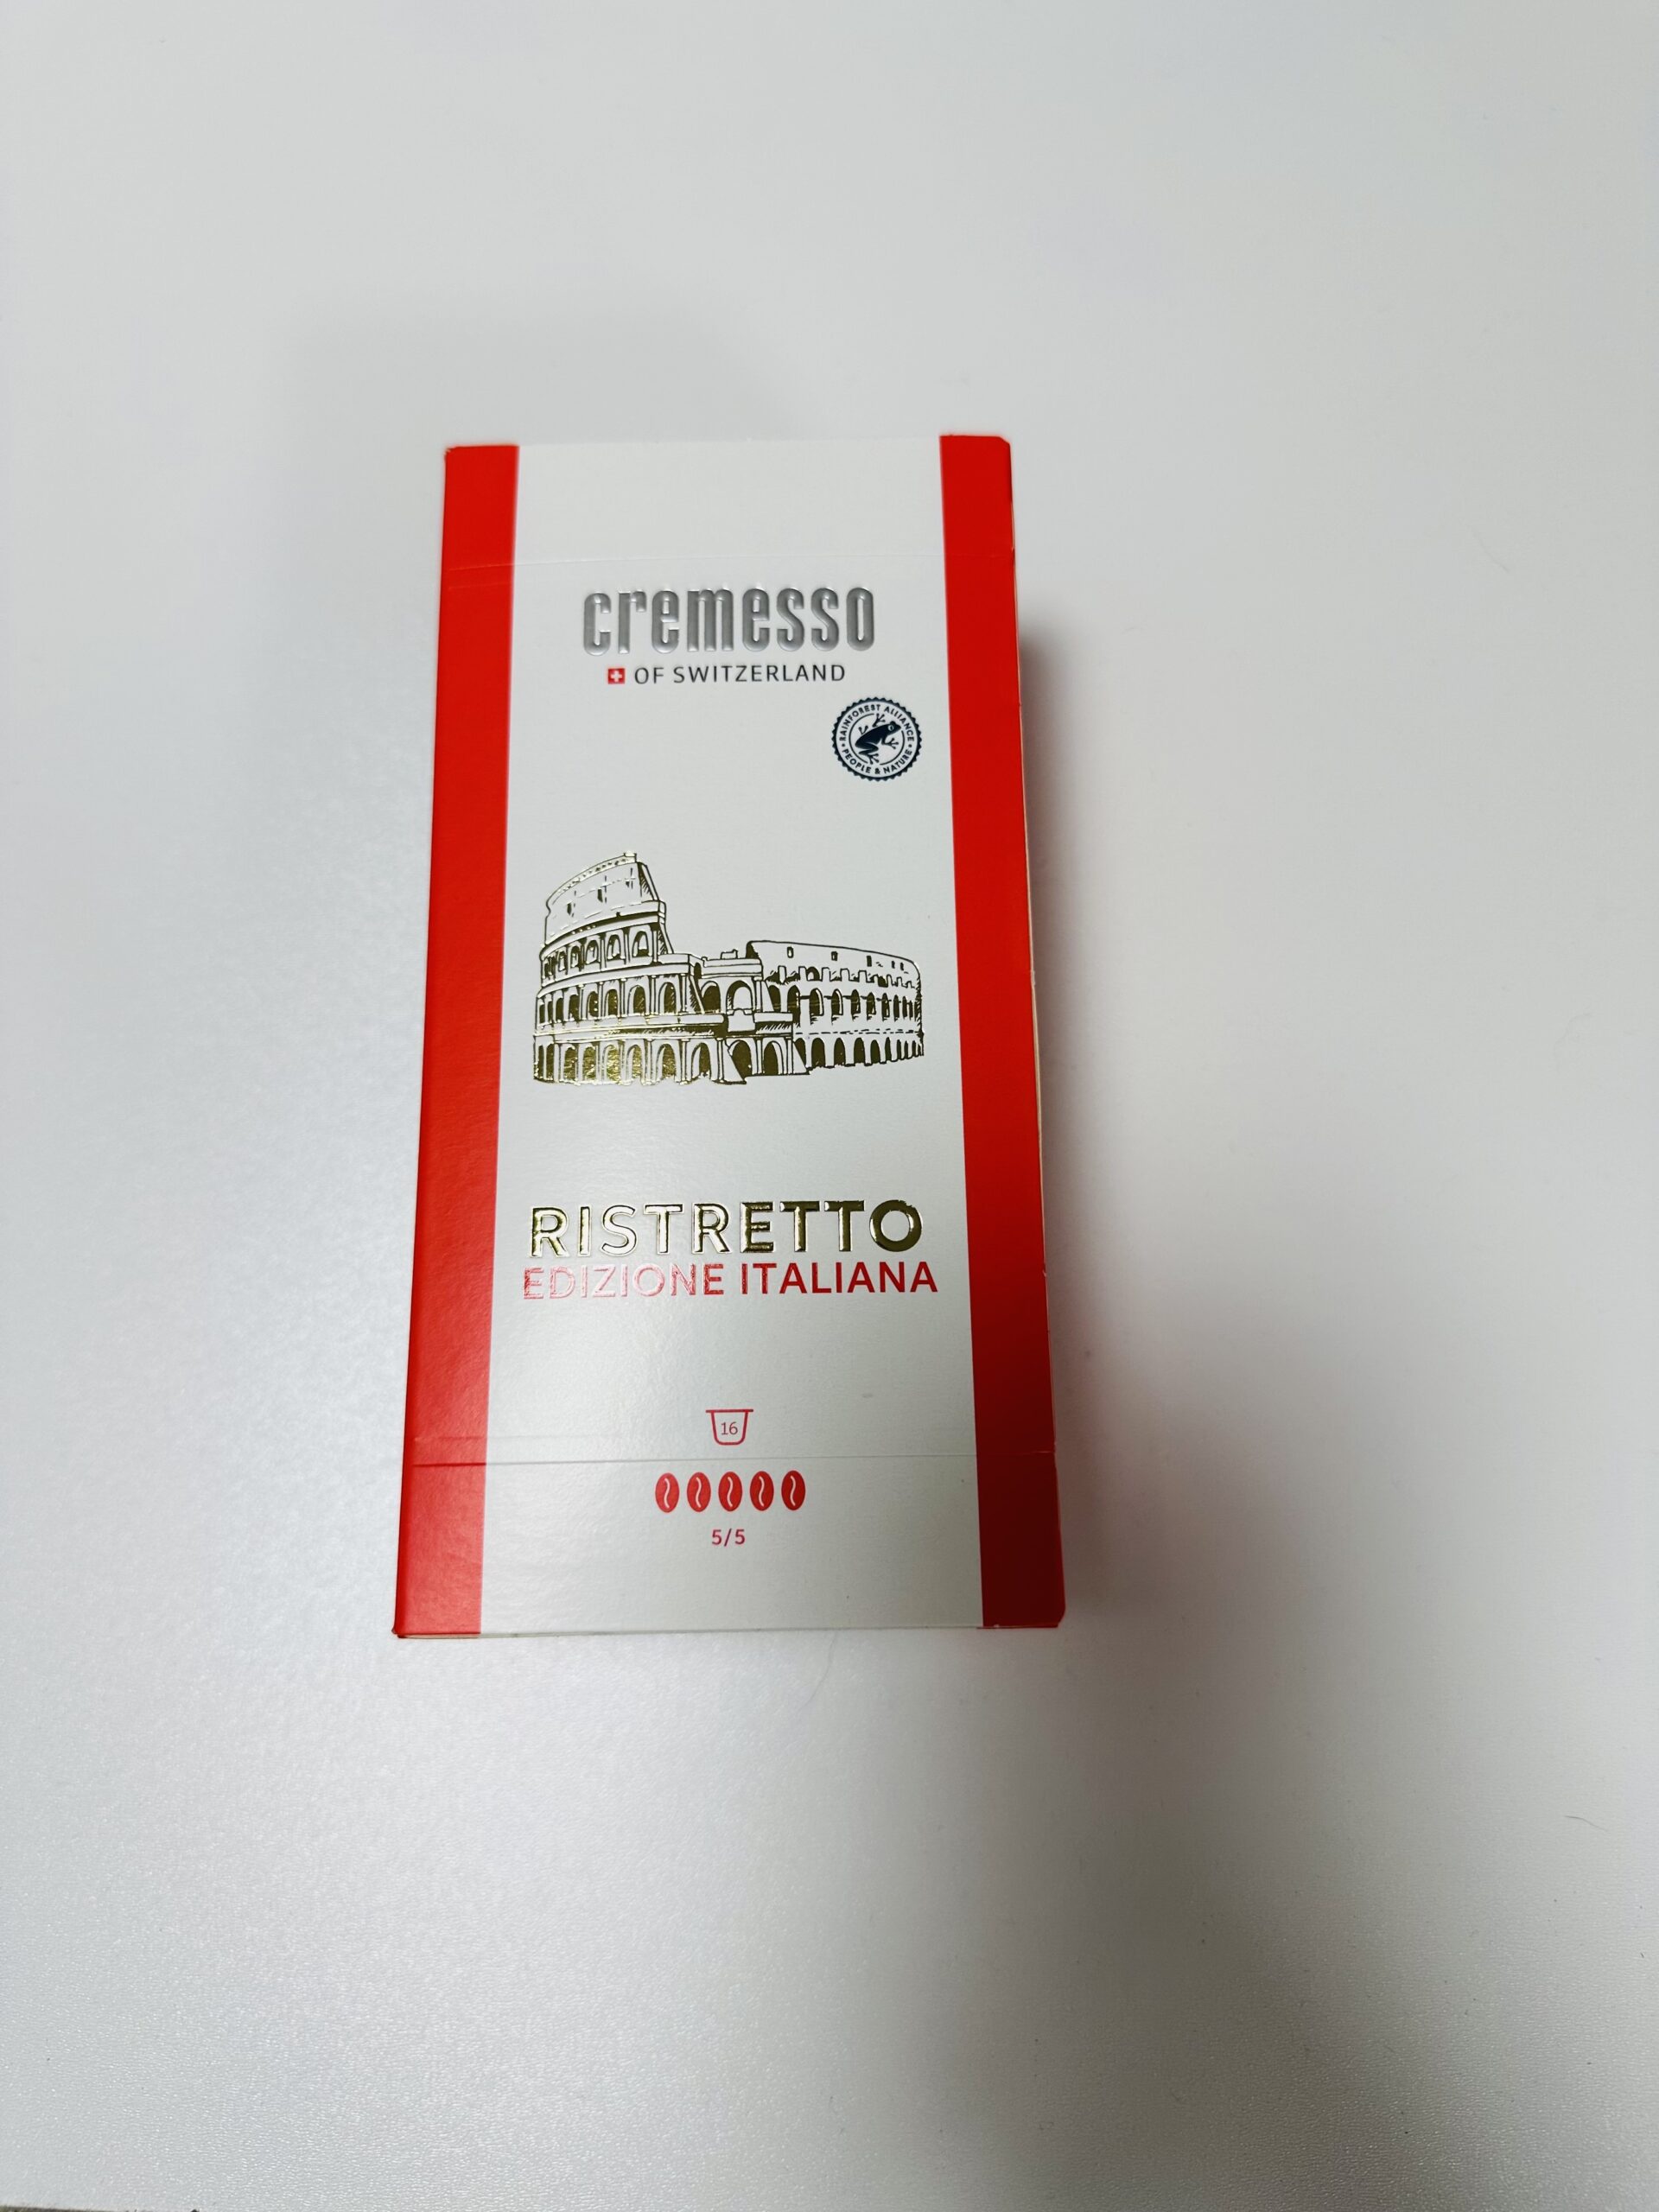 cremesso
OF SWITZERLAND
RAINFOREST ALLIANCE
PEOPLE & NATURE
RISTRETTO
EDIZIONE ITALIANA
16
5/5